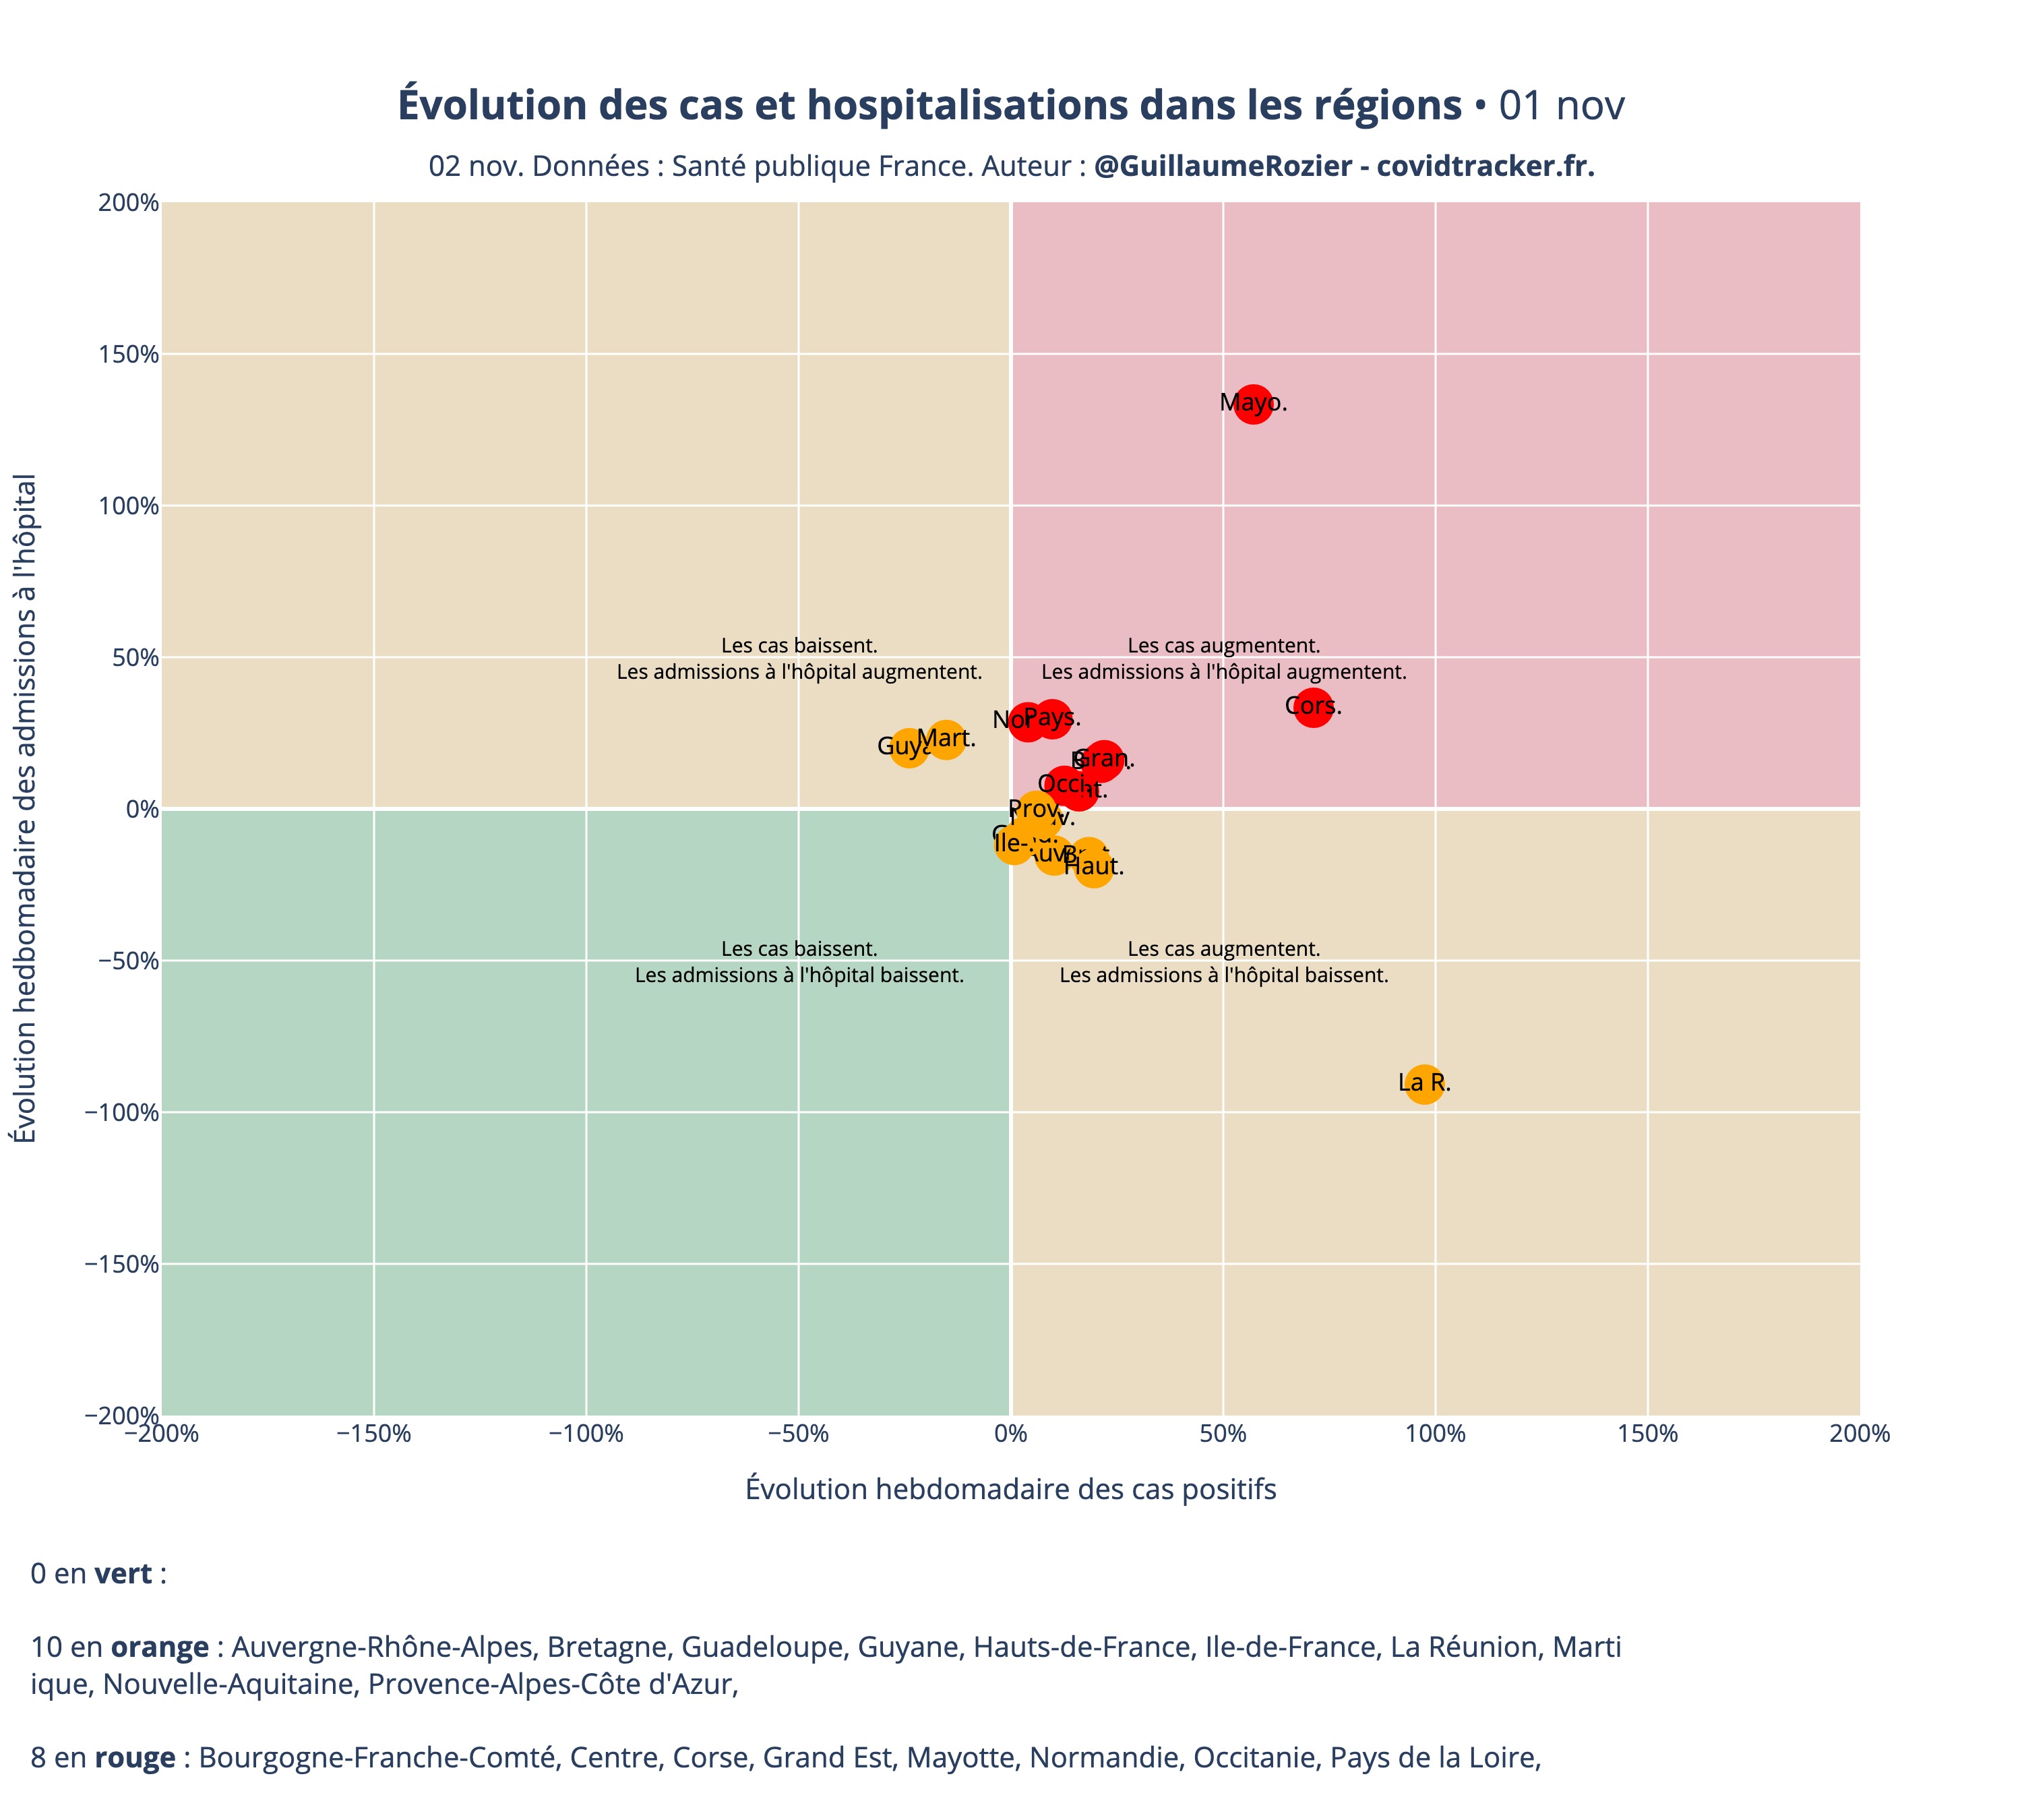 Évolution des cas et hospitalisations dans les régions • 01 nov
02 nov. Données : Santé publique France. Auteur : @GuillaumeRozier - covidtracker.fr.
200%
150%
100%
50%
0%
−50%
−100%
−150%
−200%
Évolution hedbomadaire des admissions à l'hôpital
Mayo.
Les cas baissent.
Les admissions à l'hôpital augmentent.
Les cas augmentent.
Les admissions à l'hôpital augmentent.
Cors.
Pays.
Mart.
Gran.
Occi.
Prov.
Ile-.
Haut.
Les cas baissent.
Les admissions à l'hôpital baissent.
Les cas augmentent.
Les admissions à l'hôpital baissent.
La R.
−200%
−150%
−100%
−50%
0%
50%
100%
150%
200%
Évolution hebdomadaire des cas positifs
0 en vert :
10 en orange : Auvergne-Rhône-Alpes, Bretagne, Guadeloupe, Guyane, Hauts-de-France, Ile-de-France, La Réunion, Marti
ique, Nouvelle-Aquitaine, Provence-Alpes-Côte d'Azur,
8 en rouge : Bourgogne-Franche-Comté, Centre, Corse, Grand Est, Mayotte, Normandie, Occitanie, Pays de la Loire,